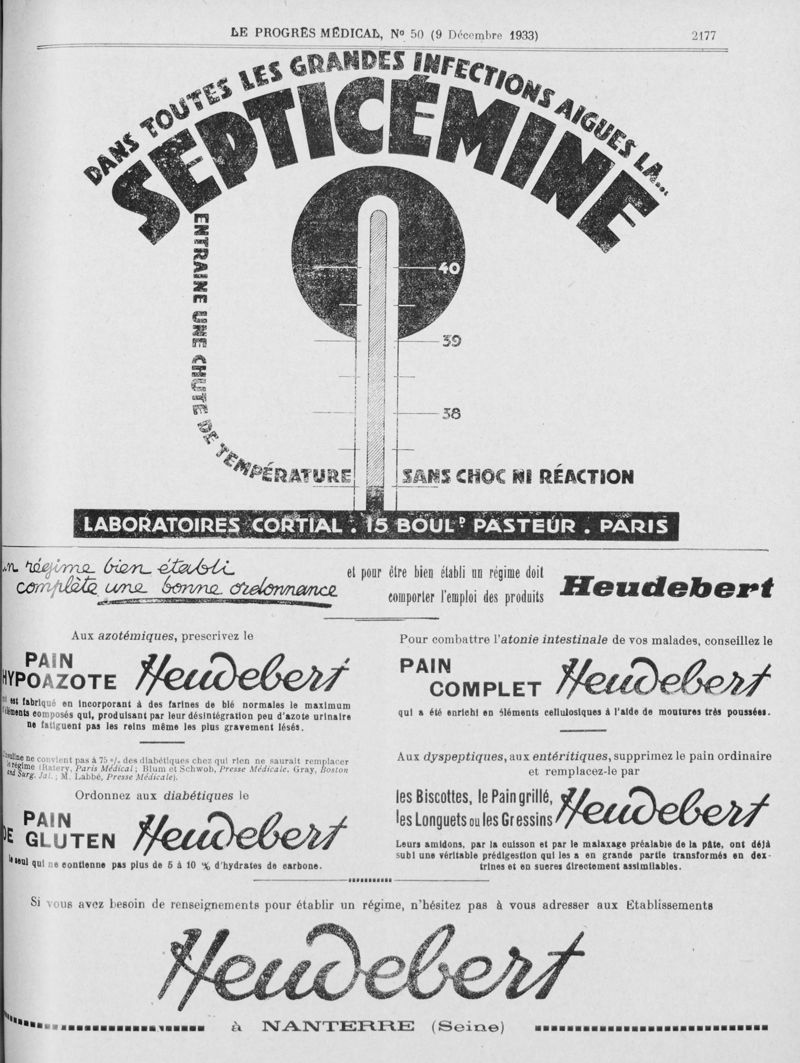 LE PROGRÈS MÉDICAL, Nº 50 (9 Décembre 1933)
2177
DANS TOUTES LES GRANDES INFECTIONS AIGUES LA...
SEPTICÉMINE
ENTRAINE UNE CHUTE DE TEMPÉRATURE SANS CHOC NI RÉACTION
40
39
38
LABORATOIRES CORTIAL . 15 BOULᴰ PASTEUR . PARIS
régime bien établi
complète une bonne ordonnance
et pour être bien établi un régime doit
comporter l'emploi des produits
Heudebert
Aux azotémiques, prescrivez le
PAIN
HYPOAZOTÉ Heudebert
est fabriqué en incorporant à des farines de blé normales le maximum
composés qui, produisant par leur désintégration peu d'azote urinaire
ne fatiguent pas les reins même les plus gravement lésés.
ne convient pas à 75 º/₀ des diabétiques chez qui rien ne saurait remplacer
régime (Rathery, Paris Médical ; Blum et Schwob, Presse Médicale, Gray, Boston
and Surg. Jal. ; M. Labbé, Presse Médicale).
Ordonnez aux diabétiques le
PAIN
DE GLUTEN Heudebert
seul qui ne contienne pas plus de 5 à 10 % d'hydrates de carbone.
Pour combattre l'atonie intestinale de vos malades, conseillez le
PAIN
COMPLET Heudebert
qui a été enrichi en éléments cellulosiques à l'aide de moutures très poussées.
Aux dyspeptiques, aux entéritiques, supprimez le pain ordinaire
et remplacez-le par
les Biscottes, le Pain grillé,
les Longuets ou les Gressins Heudebert
Leurs amidons, par la cuisson et par le malaxage préalable de la pâte, ont déjà
subi une véritable prédigestion qui les a en grande partie transformés en dex-
trines et en sucres directement assimilables.
Si vous avez besoin de renseignements pour établir un régime, n'hésitez pas à vous adresser aux Etablissements
Heudebert
à NANTERRE (Seine)